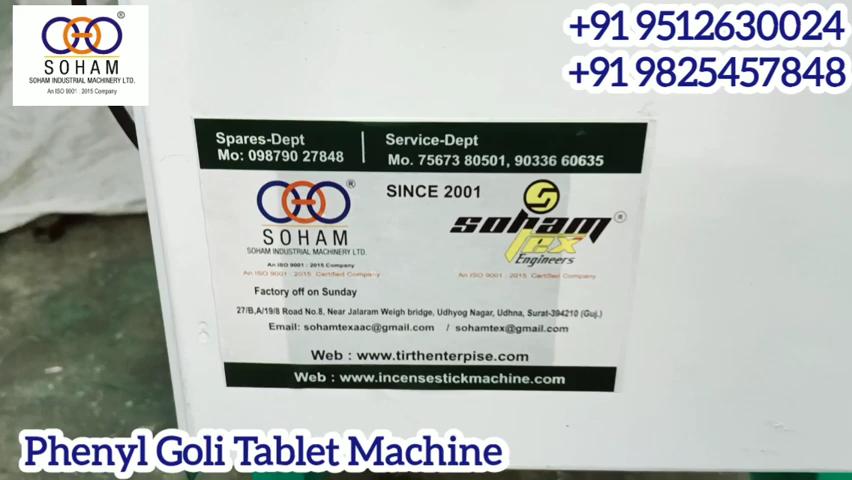 SOHAM
SOHAM INDUSTRIAL MACHINERY LTD.
An ISO 9001 : 2015 Company
+91 9512630024
+91 9825457848
Spares-Dept
Mo: 098790 27848
Service-Dept
Mo. 75673 80501, 90336 60635
SOHAM
SOHAM INDUSTRIAL MACHINERY LTD.
An ISO 9001 : 2015 Company
An ISO 9001 : 2015 Certified Company
SINCE 2001
soham
Tex
Engineers
An ISO 9001 : 2015 Certified Company
Factory off on Sunday
27/B,A/19/8 Road No.8, Near Jalaram Weigh bridge, Udhyog Nagar, Udhna, Surat-394210 (Guj.)
Email: sohamtexaac@gmail.com / sohamtex@gmail.com
Web : www.tirthenterpise.com
Web : www.incensestickmachine.com
Phenyl Goli Tablet Machine